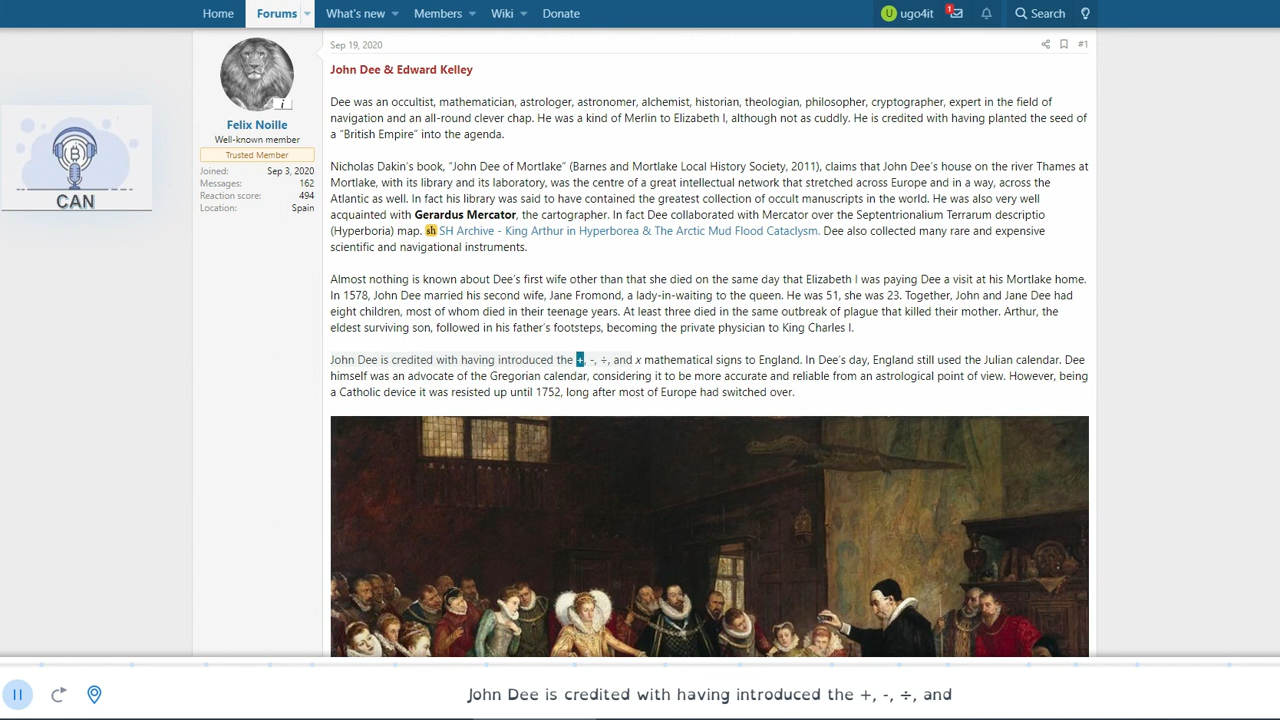 Home Forums What's new Members Wiki Donate ugo4it 1 Search
Sep 19, 2020 #1
John Dee & Edward Kelley
Dee was an occultist, mathematician, astrologer, astronomer, alchemist, historian, theologian, philosopher, cryptographer, expert in the field of
navigation and an all-round clever chap. He was a kind of Merlin to Elizabeth I, although not as cuddly. He is credited with having planted the seed of
a "British Empire" into the agenda.
Felix Noille
Well-known member
Trusted Member
Joined: Sep 3, 2020
Messages: 162
Reaction score: 494
Location: Spain
CAN
Nicholas Dakin's book, "John Dee of Mortlake" (Barnes and Mortlake Local History Society, 2011), claims that John Dee's house on the river Thames at
Mortlake, with its library and its laboratory, was the centre of a great intellectual network that stretched across Europe and in a way, across the
Atlantic as well. In fact his library was said to have contained the greatest collection of occult manuscripts in the world. He was also very well
acquainted with Gerardus Mercator, the cartographer. In fact Dee collaborated with Mercator over the Septentrionalium Terrarum descriptio
(Hyperboria) map. sh SH Archive - King Arthur in Hyperborea & The Arctic Mud Flood Cataclysm. Dee also collected many rare and expensive
scientific and navigational instruments.
Almost nothing is known about Dee's first wife other than that she died on the same day that Elizabeth I was paying Dee a visit at his Mortlake home.
In 1578, John Dee married his second wife, Jane Fromond, a lady-in-waiting to the queen. He was 51, she was 23. Together, John and Jane Dee had
eight children, most of whom died in their teenage years. At least three died in the same outbreak of plague that killed their mother. Arthur, the
eldest surviving son, followed in his father's footsteps, becoming the private physician to King Charles I.
John Dee is credited with having introduced the +, -, ÷, and x mathematical signs to England. In Dee's day, England still used the Julian calendar. Dee
himself was an advocate of the Gregorian calendar, considering it to be more accurate and reliable from an astrological point of view. However, being
a Catholic device it was resisted up until 1752, long after most of Europe had switched over.
John Dee is credited with having introduced the +, -, ÷, and